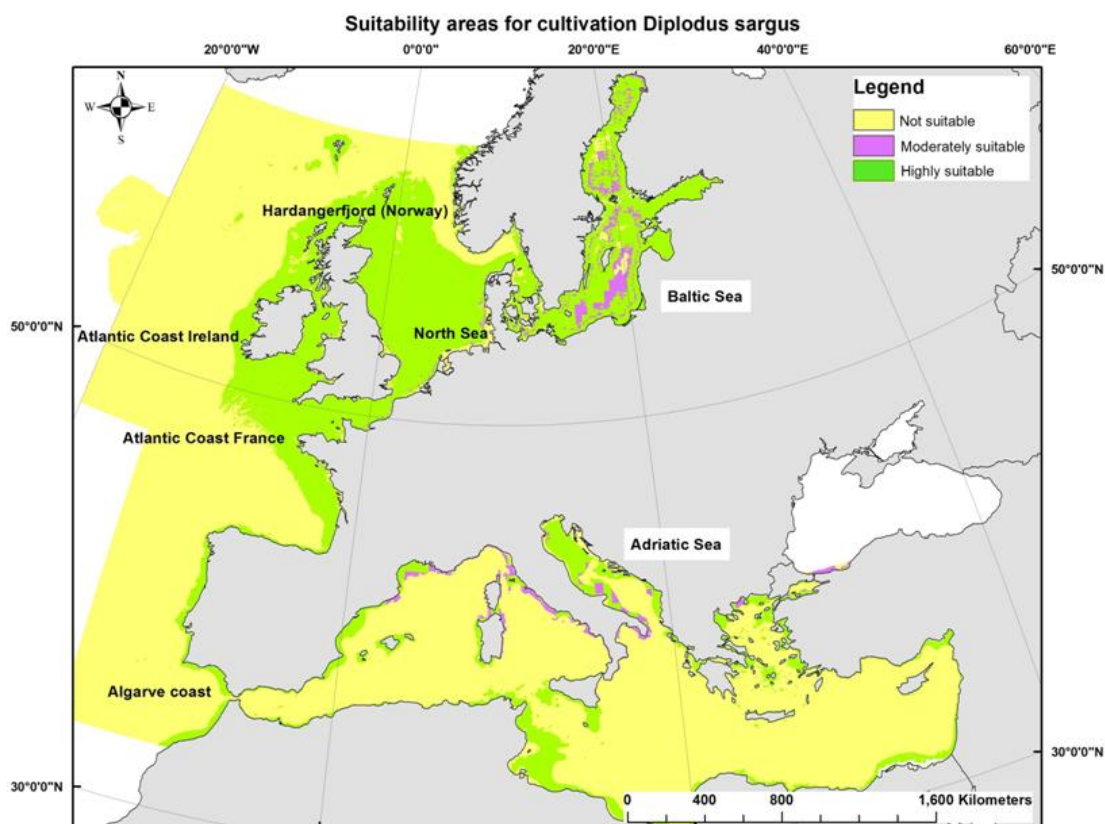 Suitability areas for cultivation Diplodus sargus
20°0'0"W 0°0'0" 20°0'0"E 40°0'0"E 60°0'0"E
N
W E
S
Legend
Not suitable
Moderately suitable
Highly suitable
Hardangerfjord (Norway)
50°0'0"N
Baltic Sea
50°0'0"N
Atlantic Coast Ireland
North Sea
Atlantic Coast France
Adriatic Sea
Algarve coast
30°0'0"N
30°0'0"N
0 400 800 1,600 Kilometers